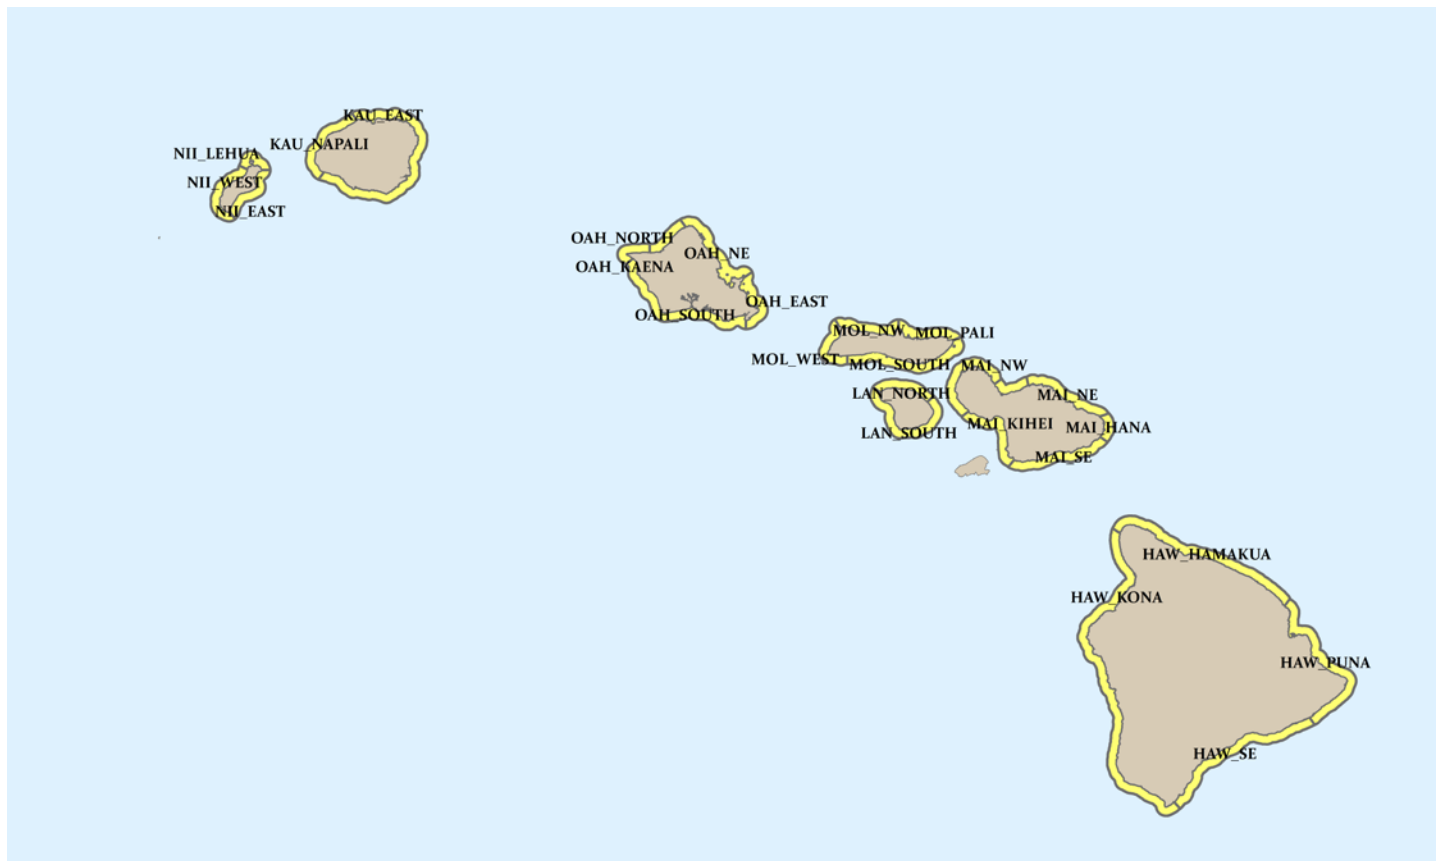 KAU_EAST
KAU_NAPALI
NII_LEHUA
NII_WEST
NII_EAST
OAH_NORTH
OAH_NE
OAH_KAENA
OAH_EAST
OAH_SOUTH
MOL_NW
MOL_PALI
MOL_WEST
MOL_SOUTH
MAI_NW
LAN_NORTH
MAI_NE
MAI_KIHEI
MAI_HANA
LAN_SOUTH
MAI_SE
HAW_HAMAKUA
HAW_KONA
HAW_PUNA
HAW_SE